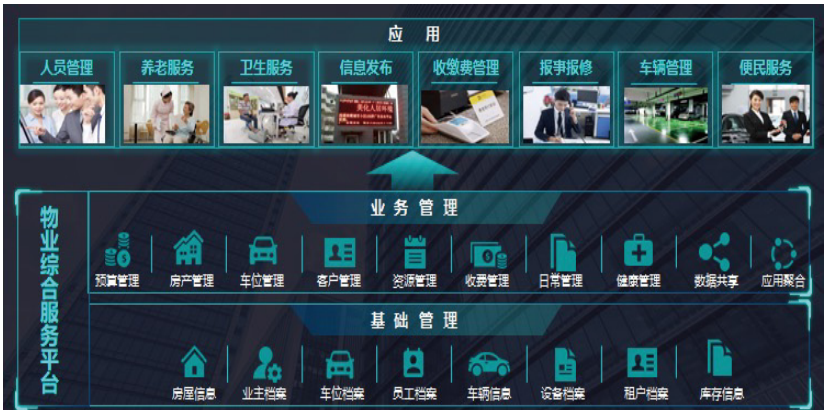 应 用
人员管理
养老服务
卫生服务
信息发布
收缴费管理
报事报修
车辆管理
便民服务
美化人居环境
物业综合服务平台
业务管理
预算管理
房产管理
车位管理
客户管理
资源管理
收费管理
日常管理
健康管理
数据共享
应用聚合
基础管理
房屋信息
业主档案
车位档案
员工档案
车辆信息
设备档案
租户档案
库存信息